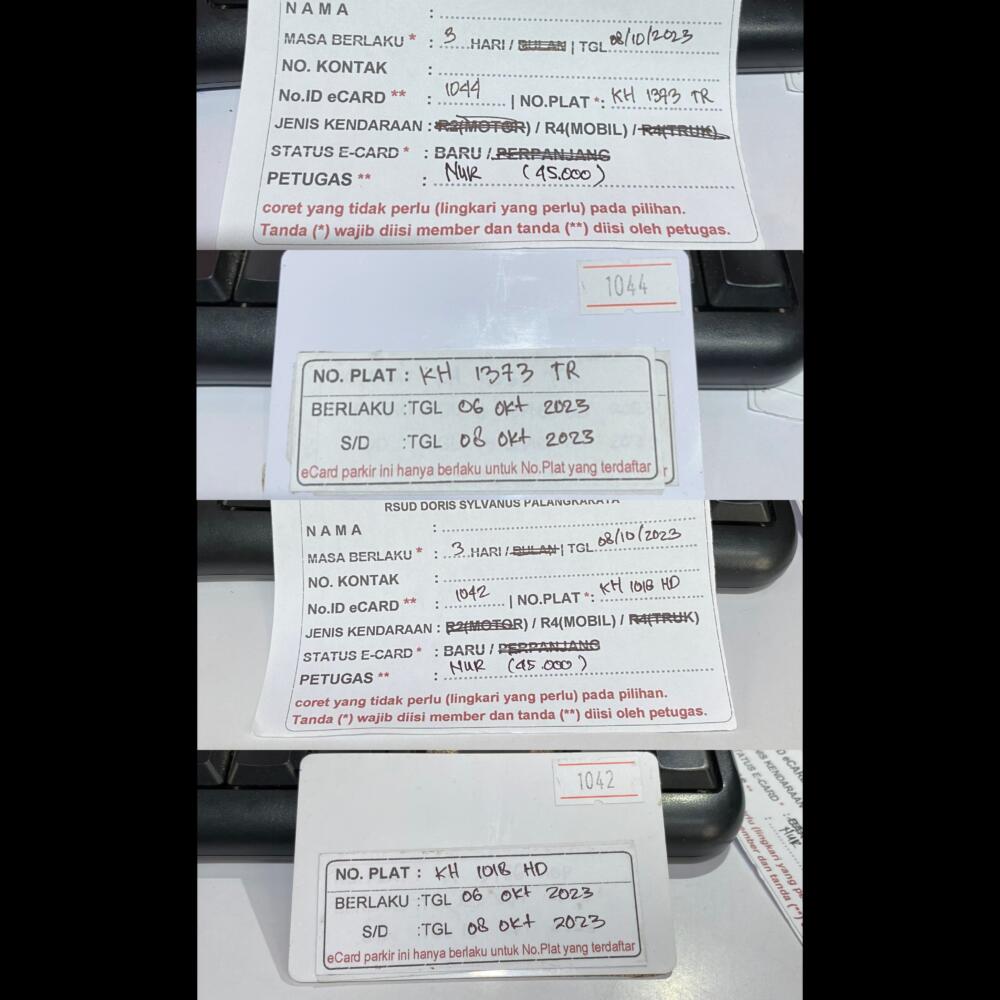 NAMA :
MASA BERLAKU * : 3 HARI / BULAN | TGL 08/10/2023
NO. KONTAK :
No.ID eCARD ** : 1044 | NO.PLAT *: KH 1373 TR
JENIS KENDARAAN : R2(MOTOR) / R4(MOBIL) / R4(TRUK)
STATUS E-CARD * : BARU / PERPANJANG
PETUGAS ** : NUR (45.000)
coret yang tidak perlu (lingkari yang perlu) pada pilihan.
Tanda (*) wajib diisi member dan tanda (**) diisi oleh petugas.
1044
NO. PLAT : KH 1373 TR
BERLAKU :TGL 06 OKt 2023
S/D :TGL 08 OKt 2023
eCard parkir ini hanya berlaku untuk No.Plat yang terdaftar
RSUD DORIS SYLVANUS PALANGKARAYA
NAMA :
MASA BERLAKU * : 3 HARI / BULAN | TGL 08/10/2023
NO. KONTAK :
No.ID eCARD ** : 1042 | NO.PLAT *: KH 1018 HD
JENIS KENDARAAN : R2(MOTOR) / R4(MOBIL) / R4(TRUK)
STATUS E-CARD * : BARU / PERPANJANG
PETUGAS ** : NUR (45.000)
coret yang tidak perlu (lingkari yang perlu) pada pilihan.
Tanda (*) wajib diisi member dan tanda (**) diisi oleh petugas.
1042
NO. PLAT : KH 1018 HD
BERLAKU :TGL 06 OKt 2023
S/D :TGL 08 OKt 2023
eCard parkir ini hanya berlaku untuk No.Plat yang terdaftar